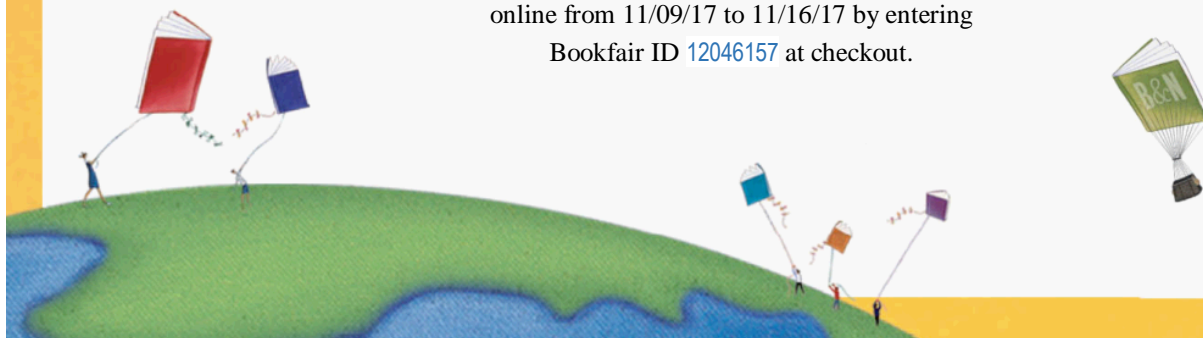 online from 11/09/17 to 11/16/17 by entering
Bookfair ID 12046157 at checkout.
B&N